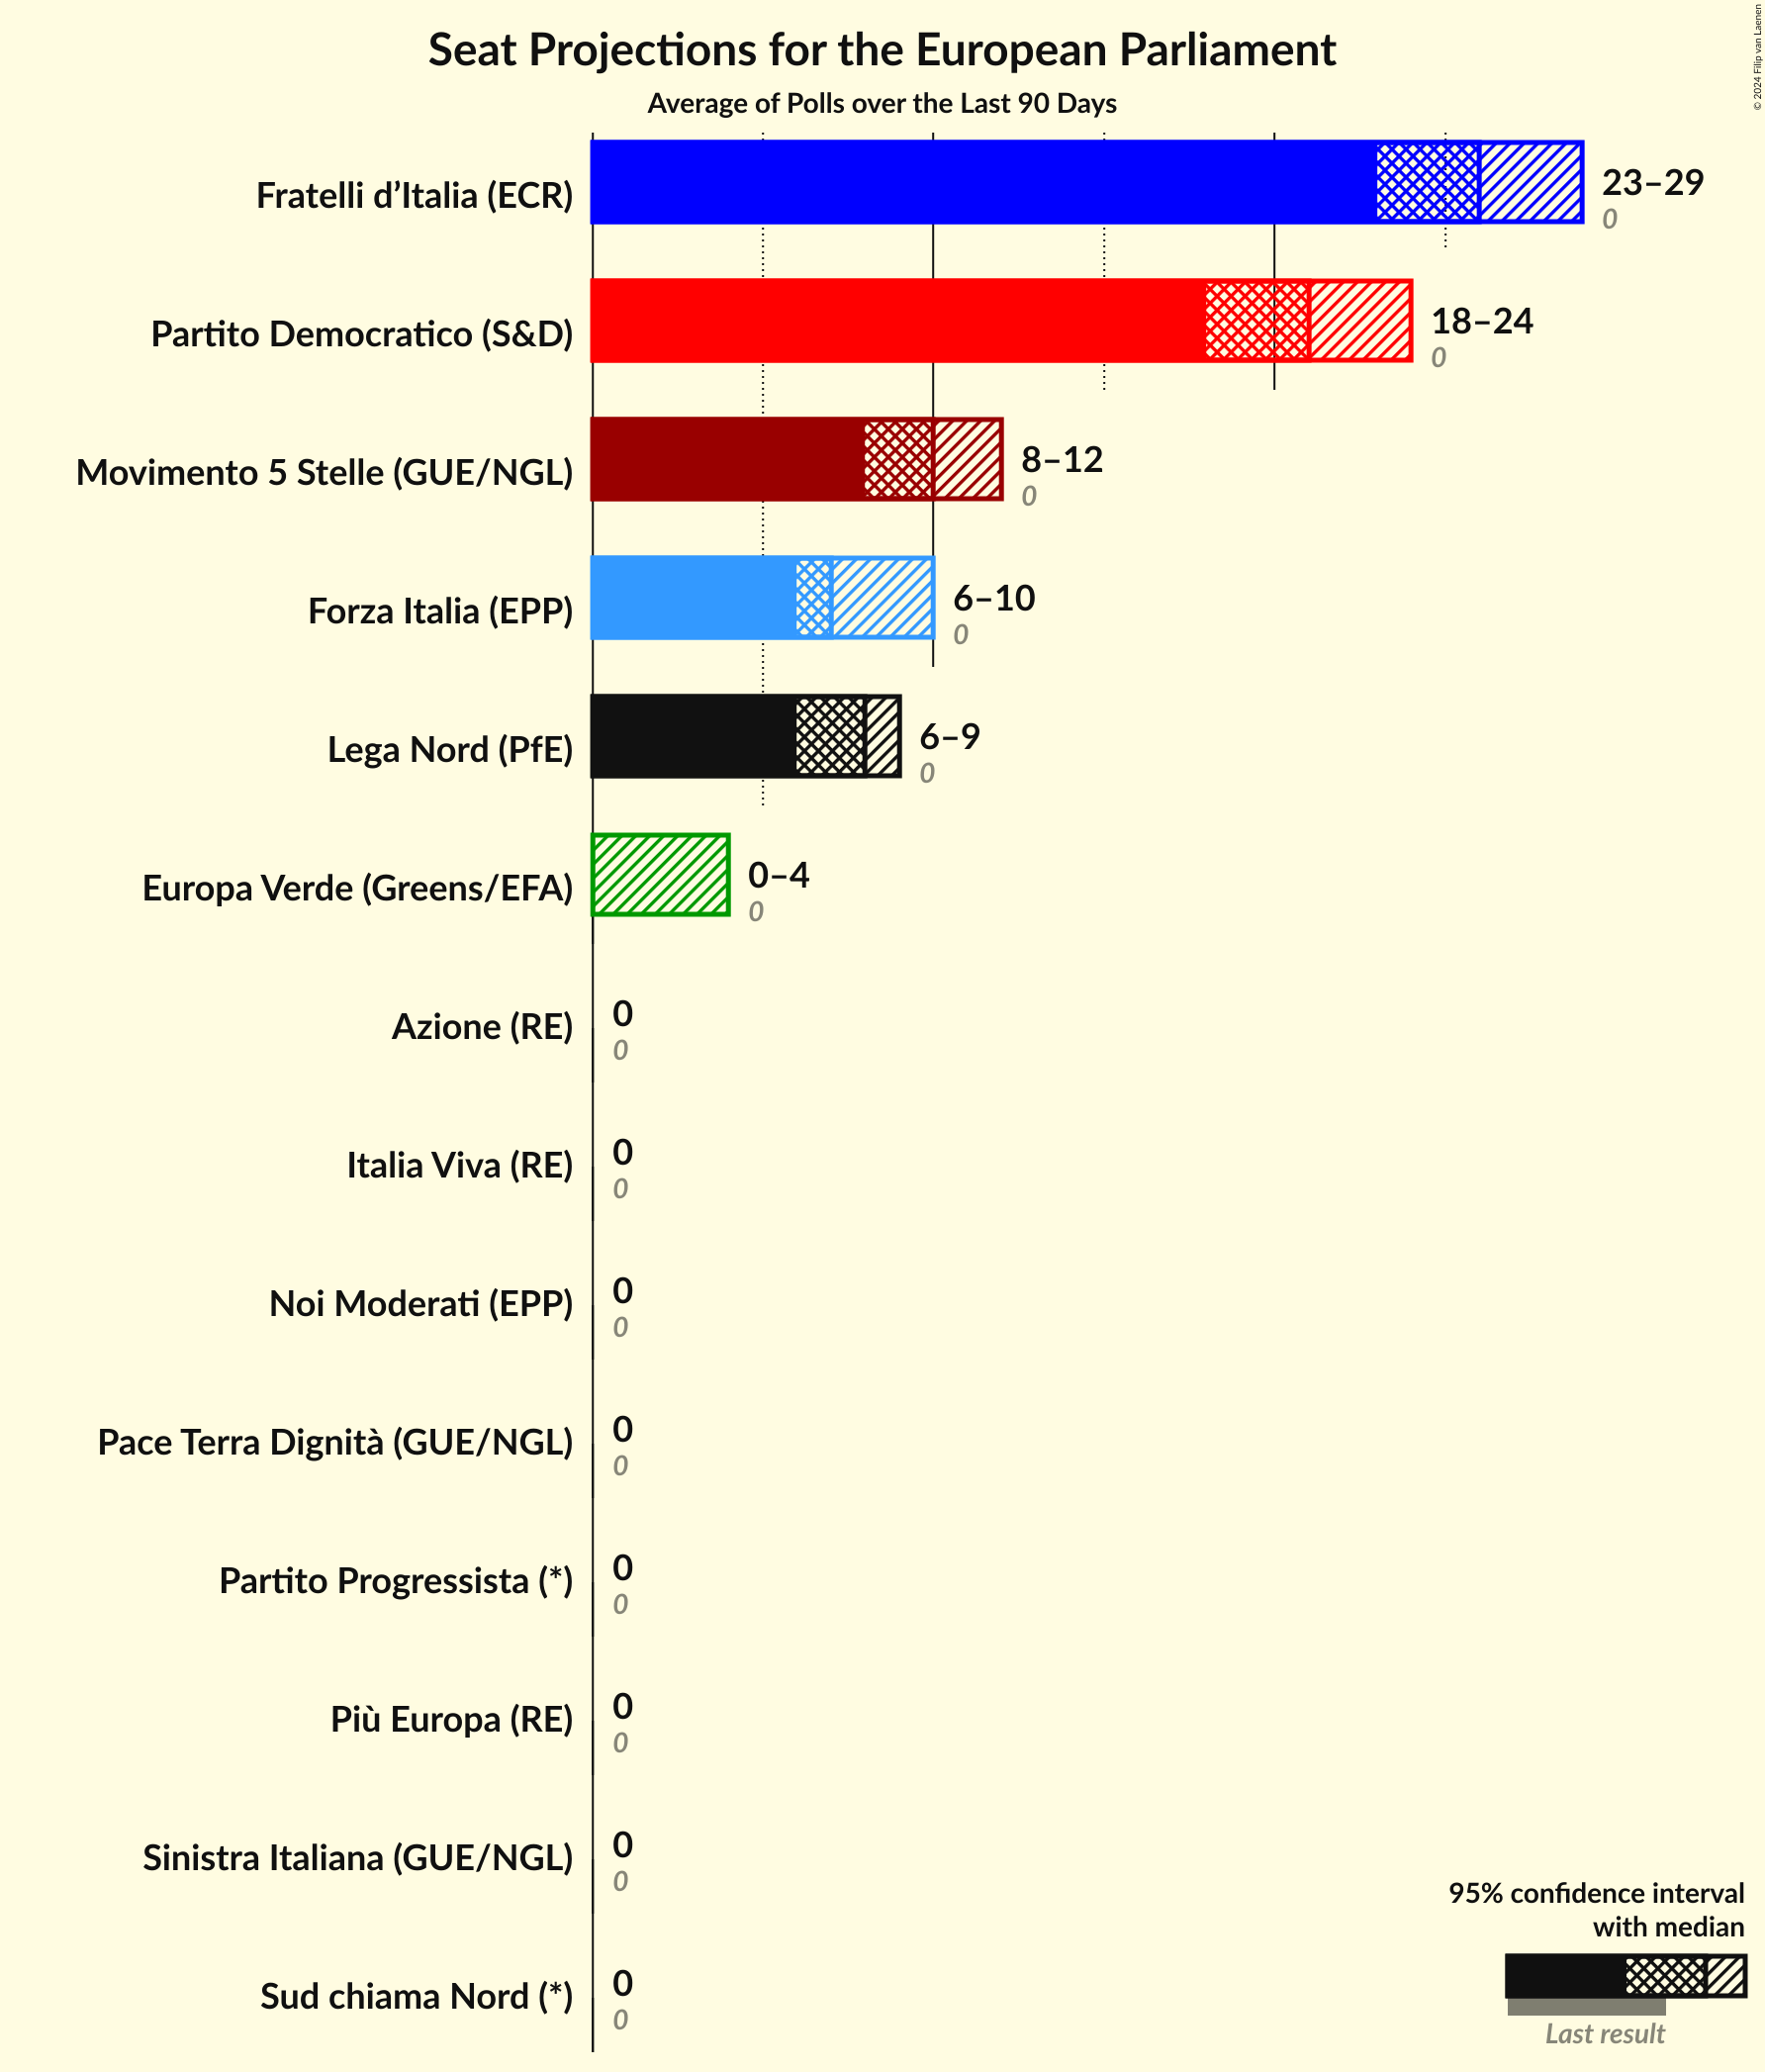 Seat Projections for the European Parliament
Average of Polls over the Last 90 Days
© 2024 Filip van Laenen
Fratelli d’Italia (ECR)
23–29
0
Partito Democratico (S&D)
18–24
0
Movimento 5 Stelle (GUE/NGL)
8–12
0
Forza Italia (EPP)
6–10
0
Lega Nord (PfE)
6–9
0
Europa Verde (Greens/EFA)
0–4
0
Azione (RE)
0
0
Italia Viva (RE)
0
0
Noi Moderati (EPP)
0
0
Pace Terra Dignità (GUE/NGL)
0
0
Partito Progressista (*)
0
0
Più Europa (RE)
0
0
Sinistra Italiana (GUE/NGL)
0
0
Sud chiama Nord (*)
0
0
95% confidence interval
with median
Last result